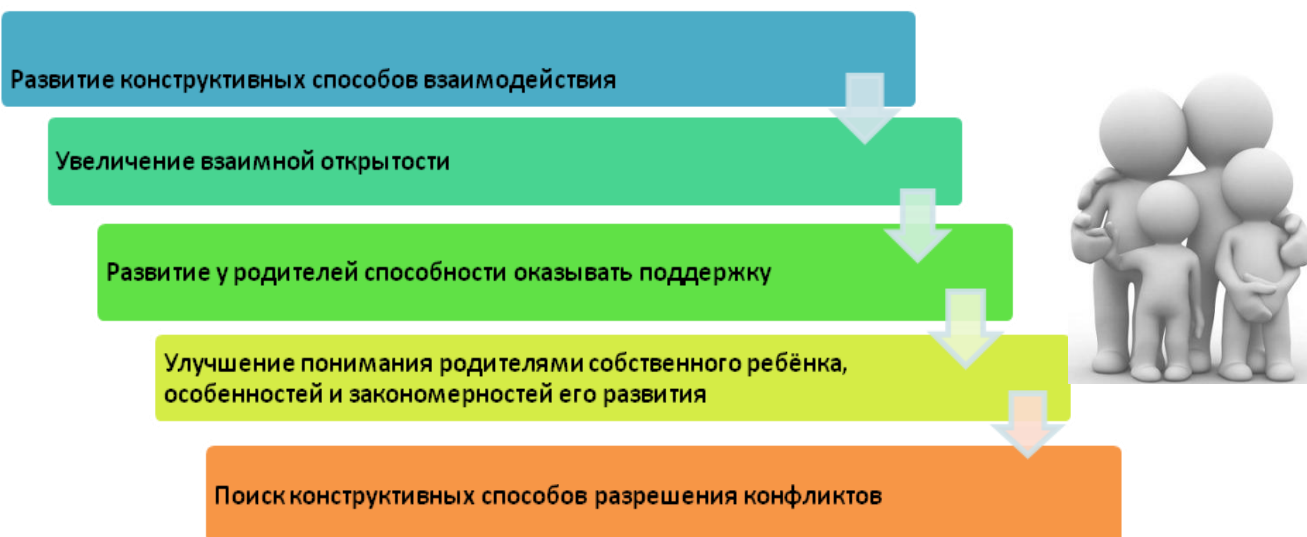 Развитие конструктивных способов взаимодействия
Увеличение взаимной открытости
Развитие у родителей способности оказывать поддержку
Улучшение понимания родителями собственного ребёнка,
особенностей и закономерностей его развития
Поиск конструктивных способов разрешения конфликтов